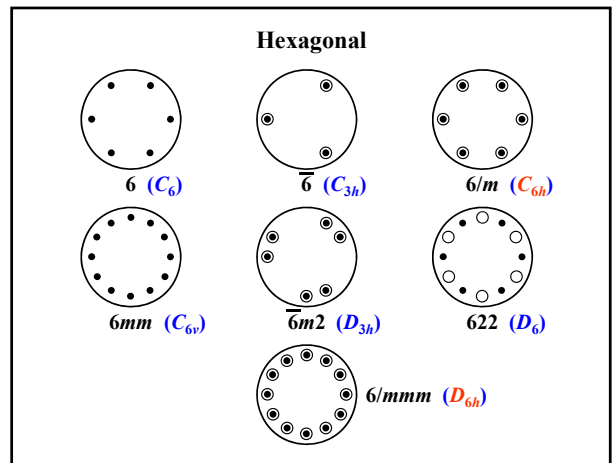 Hexagonal
6 (C₆) 6̅ (C₃ₕ) 6/m (C₆ₕ)
6mm (C₆ᵥ) 6̅m2 (D₃ₕ) 622 (D₆)
6/mmm (D₆ₕ)